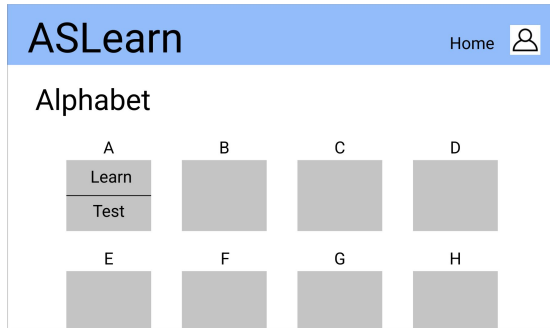 ASLearn
Home
Alphabet
A B C D
Learn
Test
E F G H